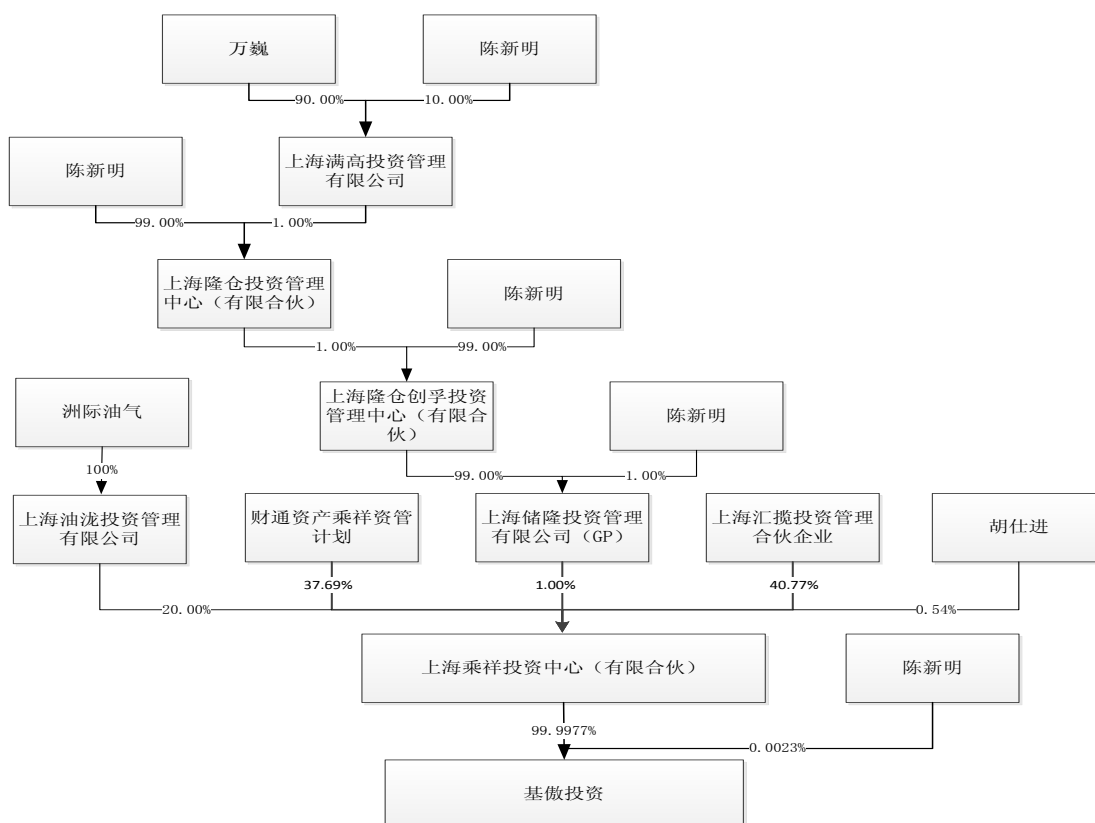 万巍
陈新明
90.00%
10.00%
陈新明
上海满高投资管理
有限公司
99.00%
1.00%
上海隆仓投资管理
中心（有限合伙）
陈新明
1.00%
99.00%
洲际油气
上海隆仓创孚投资
管理中心（有限合
伙）
陈新明
100%
99.00%
1.00%
上海油泷投资管理
有限公司
财通资产乘祥资管
计划
上海储隆投资管理
有限公司（GP）
上海汇揽投资管理
合伙企业
胡仕进
37.69%
1.00%
40.77%
20.00%
0.54%
上海乘祥投资中心（有限合伙）
陈新明
99.9977%
0.0023%
基傲投资